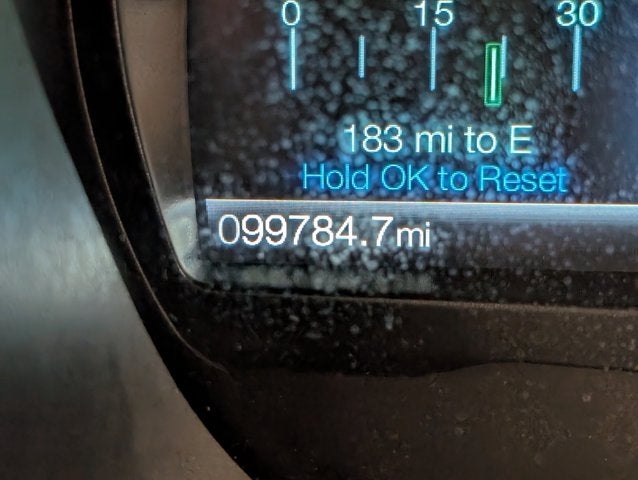 0 15 30
183 mi to E
Hold OK to Reset
099784.7mi